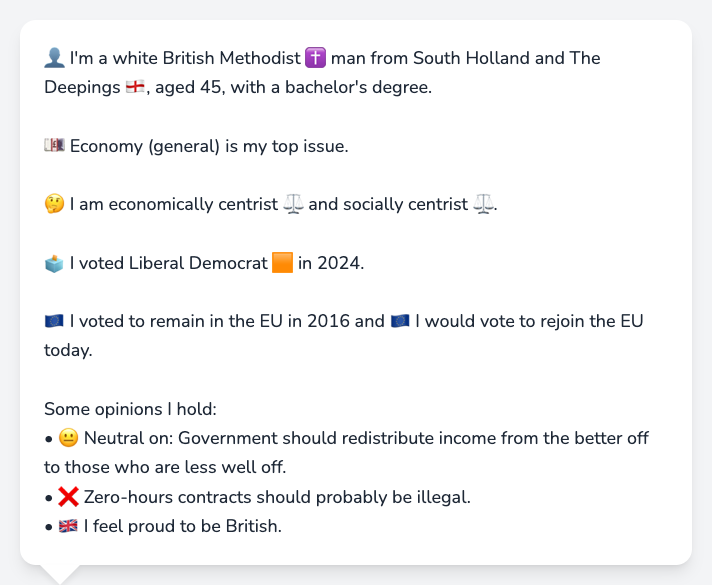 👤 I'm a white British Methodist ✝️ man from South Holland and The
Deepings 🏴󠁧󠁢󠁥󠁮󠁧󠁿, aged 45, with a bachelor's degree.
💷 Economy (general) is my top issue.
🤔 I am economically centrist ⚖️ and socially centrist ⚖️.
🗳️ I voted Liberal Democrat 🟧 in 2024.
🇪🇺 I voted to remain in the EU in 2016 and 🇪🇺 I would vote to rejoin the EU
today.
Some opinions I hold:
• 😐 Neutral on: Government should redistribute income from the better off
to those who are less well off.
• ❌ Zero-hours contracts should probably be illegal.
• 🇬🇧 I feel proud to be British.